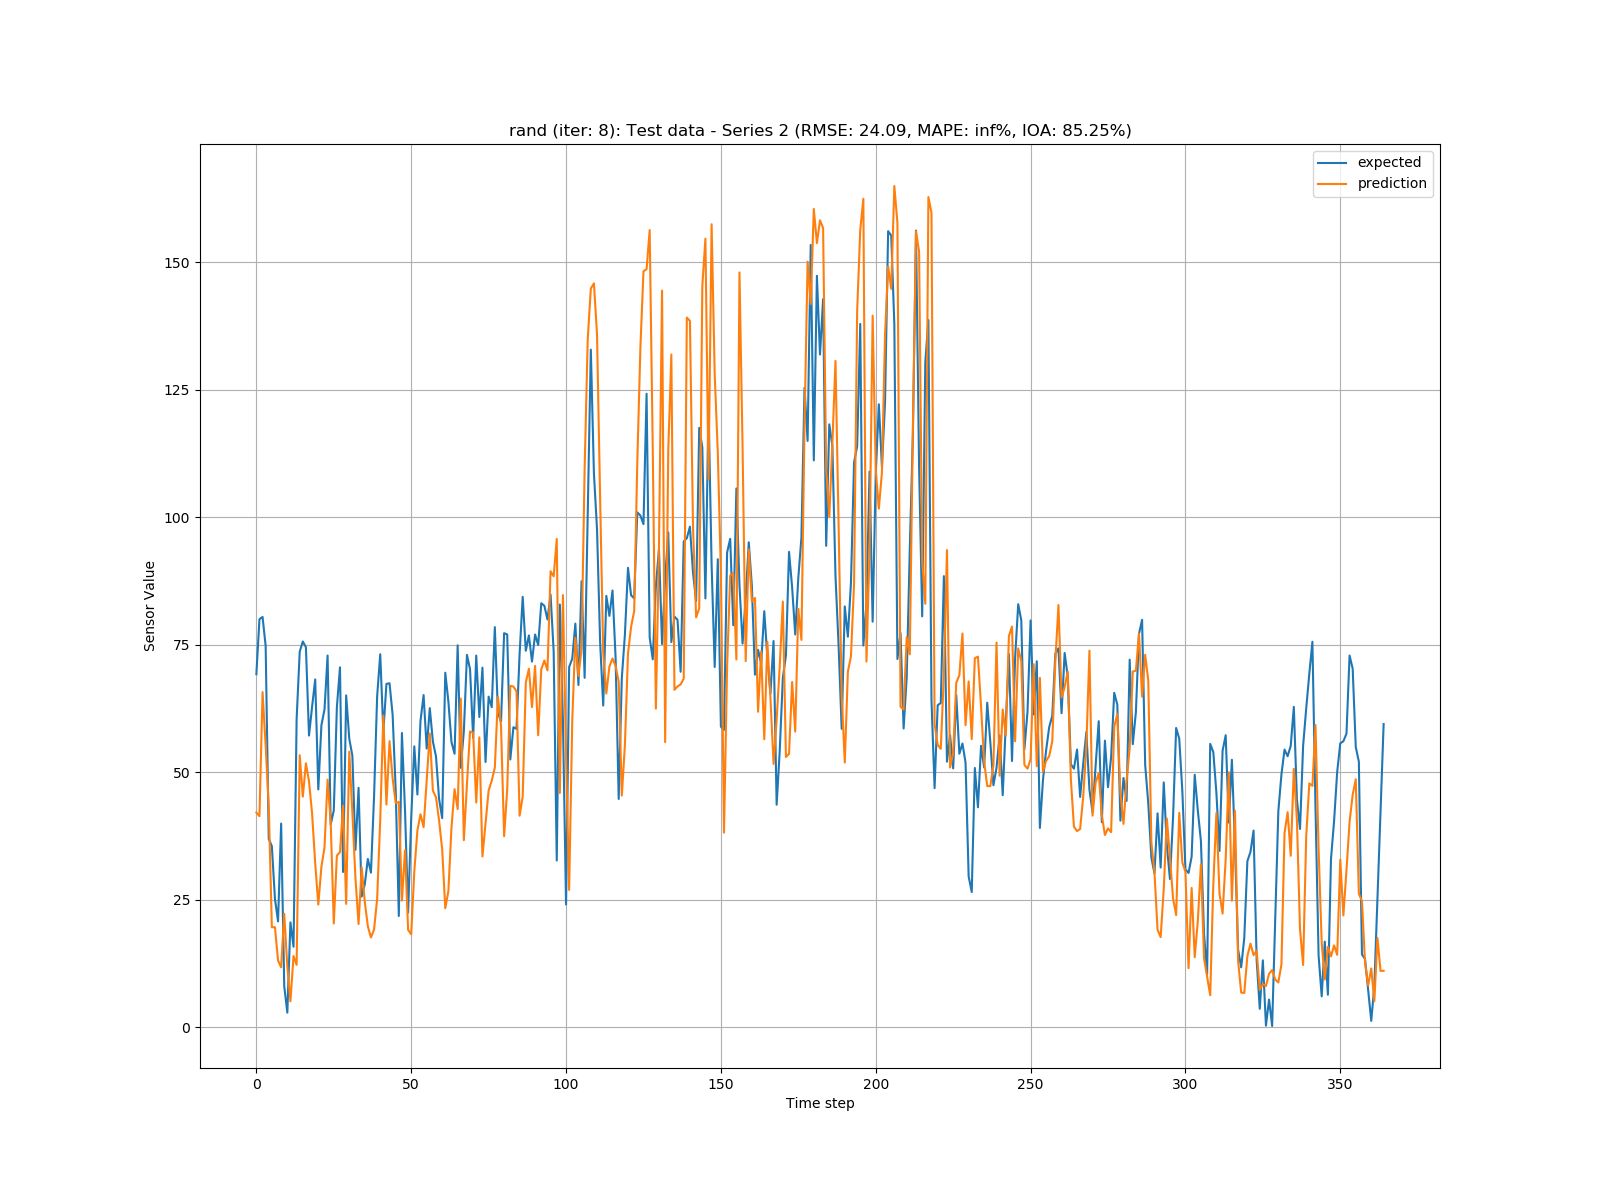 rand (iter: 8): Test data - Series 2 (RMSE: 24.09, MAPE: inf%, IOA: 85.25%)
expected
prediction
Sensor Value
150
125
100
75
50
25
0
0 50 100 150 200 250 300 350
Time step